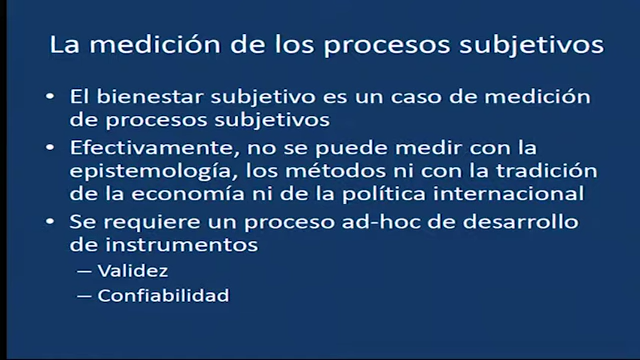 La medición de los procesos subjetivos
• El bienestar subjetivo es un caso de medición
de procesos subjetivos
• Efectivamente, no se puede medir con la
epistemología, los métodos ni con la tradición
de la economía ni de la política internacional
• Se requiere un proceso ad-hoc de desarrollo
de instrumentos
– Validez
– Confiabilidad